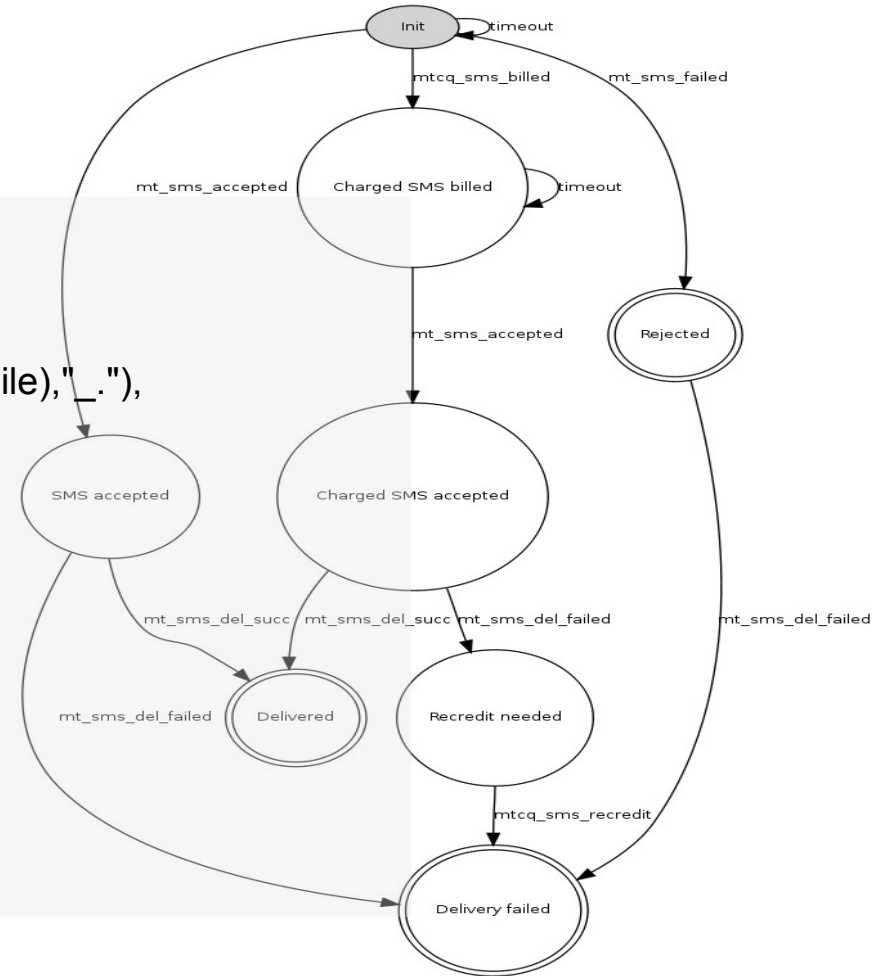 Init
timeout
mtcq_sms_billed
mt_sms_failed
mt_sms_accepted
Charged SMS billed
timeout
mt_sms_accepted
Rejected
ile),"_."),
SMS accepted
Charged SMS accepted
mt_sms_del_succ
mt_sms_del_succ
mt_sms_del_failed
mt_sms_del_failed
mt_sms_del_failed
Delivered
Recredit needed
mtcq_sms_recredit
Delivery failed